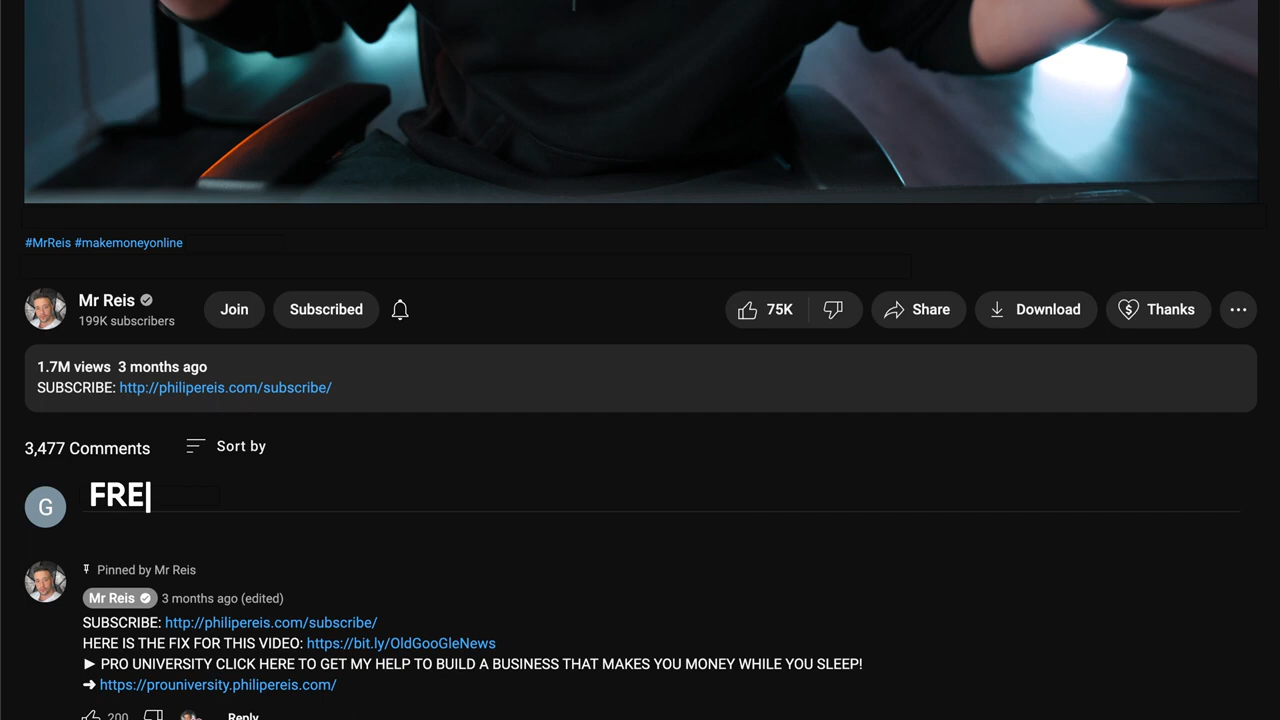 #MrReis #makemoneyonline
Mr Reis
199K subscribers
Join
Subscribed
75K
Share
Download
Thanks
1.7M views 3 months ago
SUBSCRIBE: http://philipereis.com/subscribe/
3,477 Comments
Sort by
G
FRE
Pinned by Mr Reis
Mr Reis 3 months ago (edited)
SUBSCRIBE: http://philipereis.com/subscribe/
HERE IS THE FIX FOR THIS VIDEO: https://bit.ly/OldGooGleNews
► PRO UNIVERSITY CLICK HERE TO GET MY HELP TO BUILD A BUSINESS THAT MAKES YOU MONEY WHILE YOU SLEEP!
➜ https://prouniversity.philipereis.com/
200 Reply